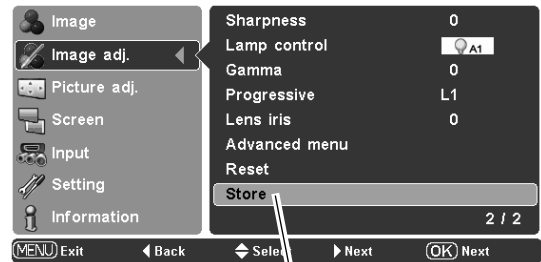 Image
Image adj.
Picture adj.
Screen
Input
Setting
Information
Sharpness 0
Lamp control A1
Gamma 0
Progressive L1
Lens iris 0
Advanced menu
Reset
Store
2 / 2
MENU Exit Back Select Next OK Next